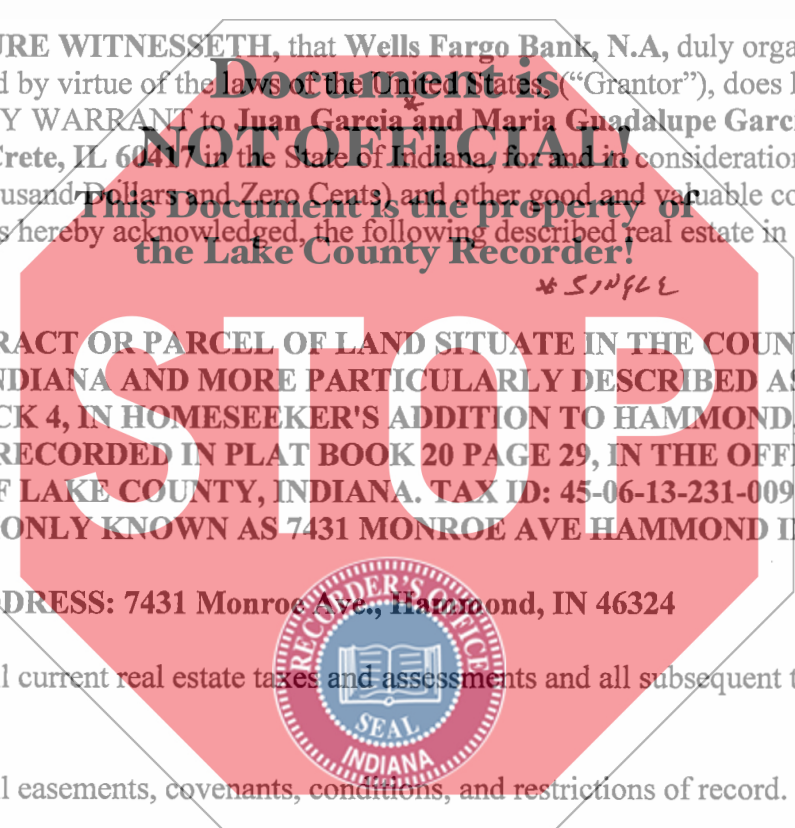 RE WITNESSETH, that Wells Fargo Bank, N.A, duly orga
d by virtue of the laws of the United States, (“Grantor”), does
Document is
Y WARRANT to Juan Garcia and Maria Guadalupe Garc
*
NOT OFFICIAL!
Crete, IL 60417 in the State of Indiana, for and in consideration
usand Dollars and Zero Cents) and other good and valuable co
This Document is the property of
s hereby acknowledged, the following described real estate in
the Lake County Recorder!
* SINGLE
STOP
RACT OR PARCEL OF LAND SITUATE IN THE COUN
NDIANA AND MORE PARTICULARLY DESCRIBED AS
CK 4, IN HOMESEEKER'S ADDITION TO HAMMOND,
RECORDED IN PLAT BOOK 20 PAGE 29, IN THE OFF
F LAKE COUNTY, INDIANA. TAX ID: 45-06-13-231-009
ONLY KNOWN AS 7431 MONROE AVE HAMMOND I
DRESS: 7431 Monroe Ave., Hammond, IN 46324
RECORDER'S OFFICE
l current real estate taxes and assessments and all subsequent t
SEAL
INDIANA
l easements, covenants, conditions, and restrictions of record.